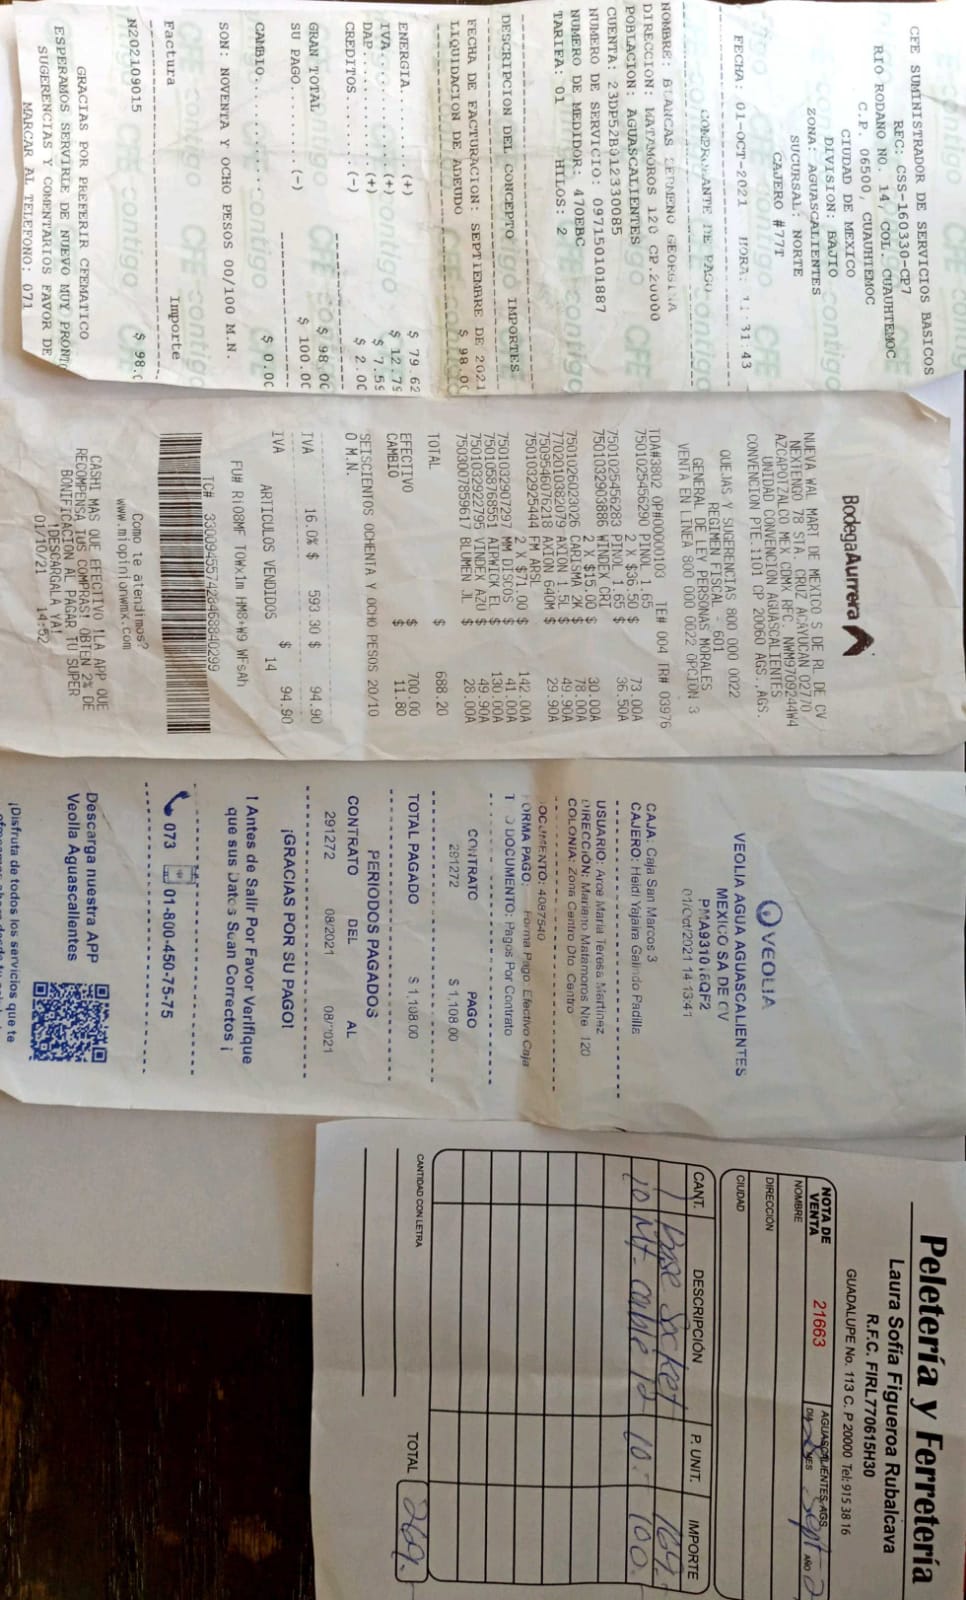 CFE SUMINISTRADOR DE SERVICIOS BASICOS
RFC: CSS-160330-CP7
RIO RODANO NO. 14, COL. CUAUHTEMOC
C.P. 06500, CUAUHTEMOC
CIUDAD DE MEXICO
DIVISION: BAJIO
ZONA: AGUASCALIENTES
SUCURSAL: NORTE
CAJERO #77T
FECHA: 01-OCT-2021 HORA: 11:31:43
COMPROBANTE DE PAGO
NOMBRE: BLANCAS GEORGINA
DIRECCION: MATAMOROS 120 CP.20000
POBLACION: AGUASCALIENTES
CUENTA: 23DP52B012330085
NUMERO DE SERVICIO: 097150101887
NUMERO DE MEDIDOR: 470EBC
TARIFA: 01 HILOS: 2
DESCRIPCION DEL CONCEPTO IMPORTES
FECHA DE FACTURACION: SEPTIEMBRE DE 2021
LIQUIDACION DE ADEUDO $ 98.00
ENERGIA......(+) $ 79.62
IVA..........(+) $ 12.79
DAP..........(+) $ 7.59
CREDITOS.....(-) $ 2.00
GRAN TOTAL $ 98.00
SU PAGO......(-) $ 100.00
CAMBIO.......... $ 0.00
SON: NOVENTA Y OCHO PESOS 00/100 M.N.
Factura Importe
N202109015 $ 98.0
GRACIAS POR PREFERIR CFEMATICO
ESPERAMOS SERVIRLE DE NUEVO MUY PRONTO
SUGERENCIAS Y COMENTARIOS FAVOR DE
MARCAR AL TELEFONO: 071
BodegaAurrera
NUEVA WAL MART DE MEXICO S DE RL DE CV
NEXTENGO 78 STA. CRUZ ACAYUCAN 02770
AZCAPOTZALCO MEX CDMX RFC. NWM9709244W4
UNIDAD CONVENCION AGUASCALIENTES
CONVENCION PTE.1101 CP 20060 AGS.,AGS.
QUEJAS Y SUGERENCIAS 800 000 0022
REGIMEN FISCAL - 601
GENERAL DE LEY PERSONAS MORALES
VENTA EN LINEA 800 000 0022 OPCION 3
TDA#3802 OP#00000103 TE# 004 TR# 03976
7501025456290 PINOL 1.65
2 X $36.50 $ 73.00A
7501025456283 PINOL 1.65 $ 36.50A
7501032903886 WINDEX CRI
2 X $15.00 $ 30.00A
7501026023026 CARISMA 2K $ 78.00A
7702010382079 AXION 1.5L $ 49.90A
7509546076218 AXION 640M $ 29.90A
7501032925444 FM ARSL
2 X $71.00 $ 142.00A
7501032907297 MM DISCOS $ 41.00A
7501058768551 AIRWICK EL $ 130.00A
7501032922795 VINDEX AZU $ 49.90A
7503007859617 BLUMEN JL $ 28.00A
TOTAL $ 688.20
EFECTIVO $ 700.00
CAMBIO 11.80
SEISCIENTOS OCHENTA Y OCHO PESOS 20/10
0 M.N.
IVA 16.0% $ 593.30 $ 94.90
IVA $ 94.90
ARTICULOS VENDIDOS 14
TC# 330094557425468840299
Como te atendimos?
www.miopinionwmx.com
CASHI MAS QUE EFECTIVO !LA APP QUE
RECOMPENSA TUS COMPRAS! OBTEN 2% DE
BONIFICACION AL PAGAR TU SUPER
!DESCARGALA YA!
01/10/21 14:52
VEOLIA
VEOLIA AGUA AGUASCALIENTES
MEXICO SA DE CV
01/Oct/2021 14:13:41
CAJA: Caja San Marcos 3
CAJERO: Heidi Yajaira Galindo Padilla
USUARIO: Arce Maria Teresa Martinez
DIRECCIÓN: Mariano Matamoros Nte. 120
COLONIA: Zona Centro Dto. Centro
DOCUMENTO: 4087540
FORMA PAGO: Forma Pago Efectivo Caja
DOCUMENTO: Pagos Por Contrato
CONTRATO PAGO
291272 $ 1,108.00
TOTAL PAGADO $ 1,108.00
PERIODOS PAGADOS
CONTRATO DEL AL
291272 08/2021 08/2021
! Antes de Salir Por Favor Verifique
que sus Datos Sean Correctos ¡
¡GRACIAS POR SU PAGO!
073 01-800-450-75-75
Descarga nuestra APP
Veolia Aguascalientes
¡Disfruta de todos los servicios que te
Peletería y Ferretería
Laura Sofía Figueroa Rubalcava
R.F.C. FIRL770615H30
GUADALUPE No. 113 C. P 20000 Tel: 915 38 16
NOTA DE
VENTA 21663
AGUASCALIENTES, AGS.
DIA MES AÑO
28 Sept-2
NOMBRE
DIRECCIÓN
CIUDAD
CANT. DESCRIPCIÓN P. UNIT. IMPORTE
1 Base Socket 169.-
10 Mt- cable 12 10.- 100.
TOTAL 269.-
CANTIDAD CON LETRA